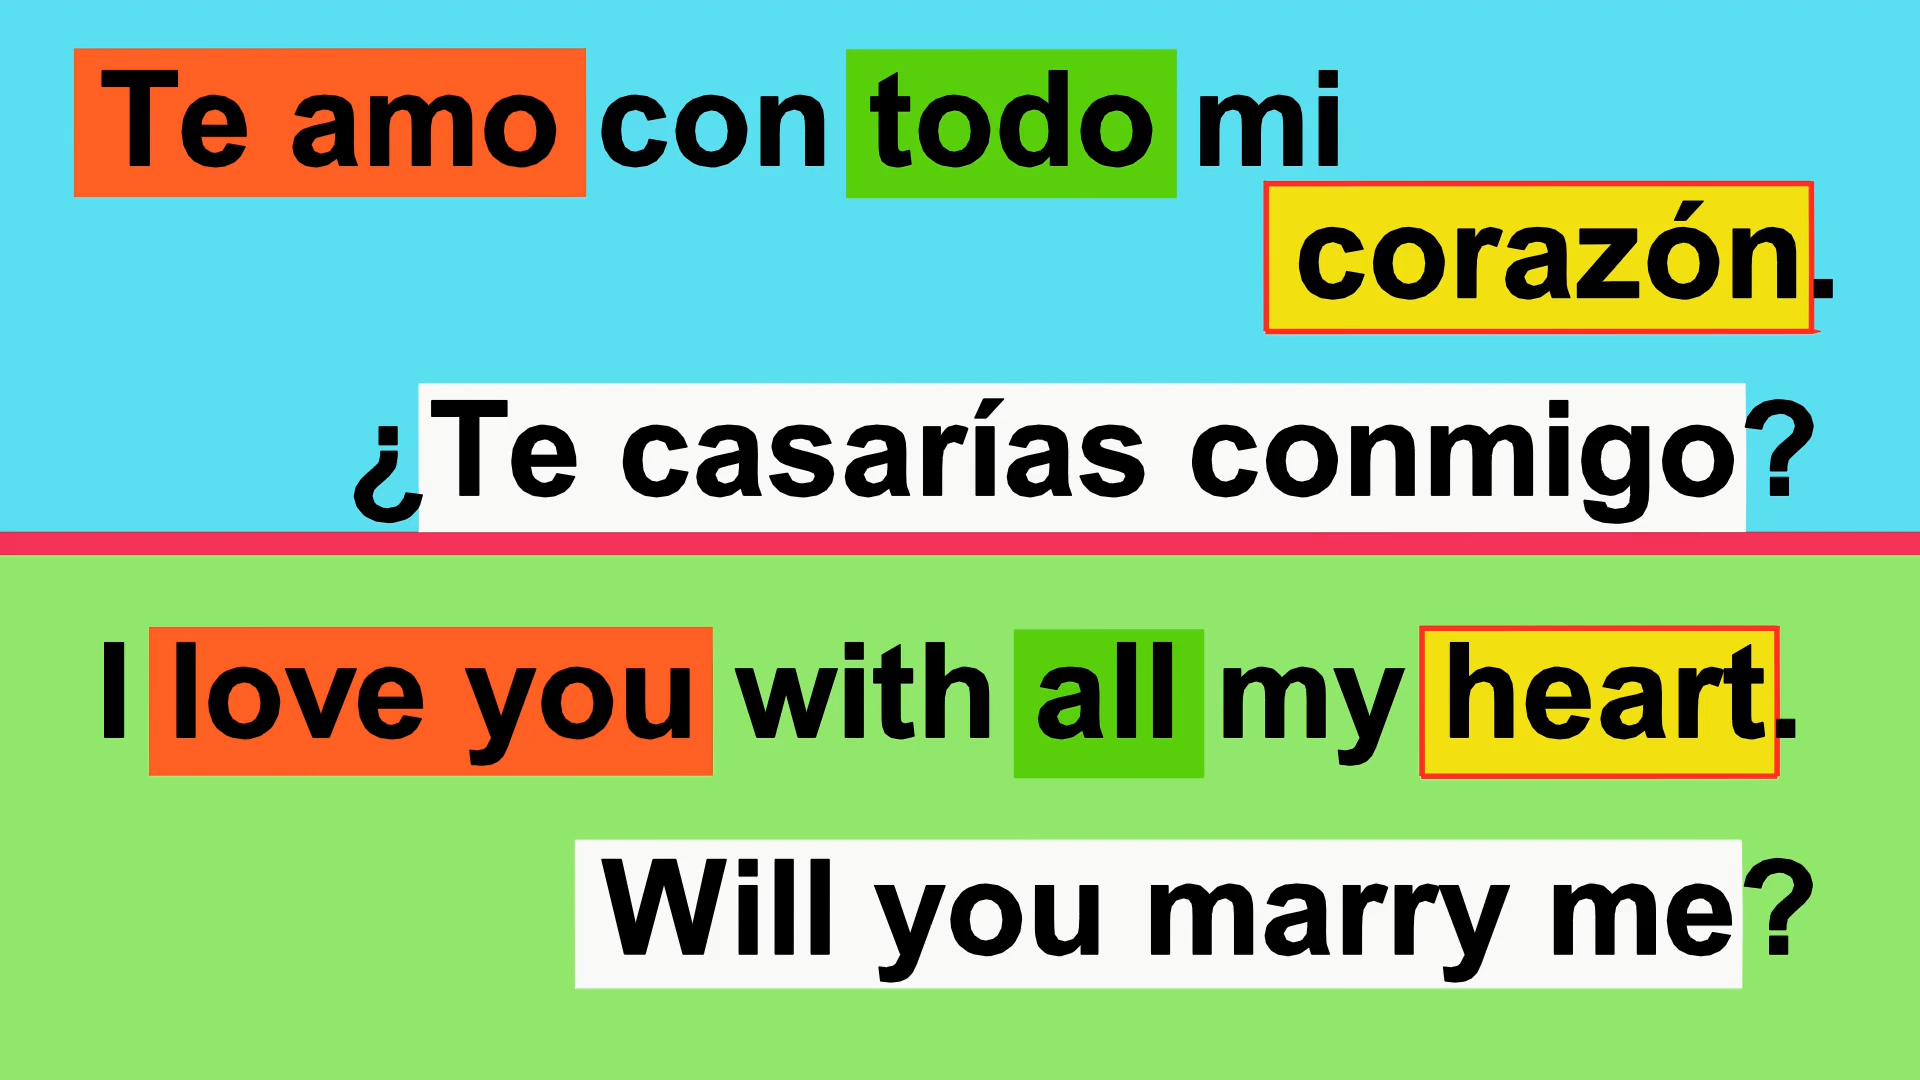 Te amo con todo mi
corazón.
¿Te casarías conmigo?
I love you with all my heart.
Will you marry me?